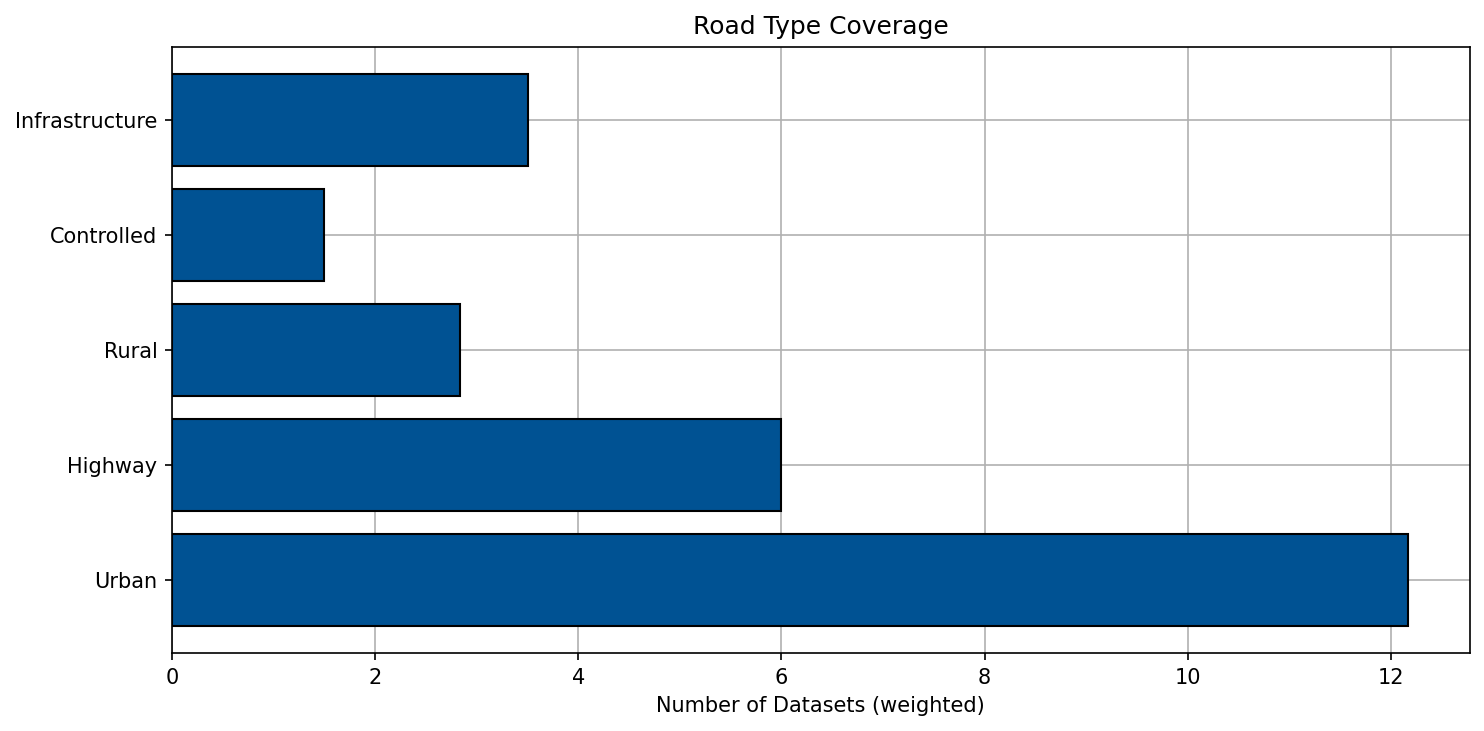 Road Type Coverage
Infrastructure
Controlled
Rural
Highway
Urban
0 2 4 6 8 10 12
Number of Datasets (weighted)